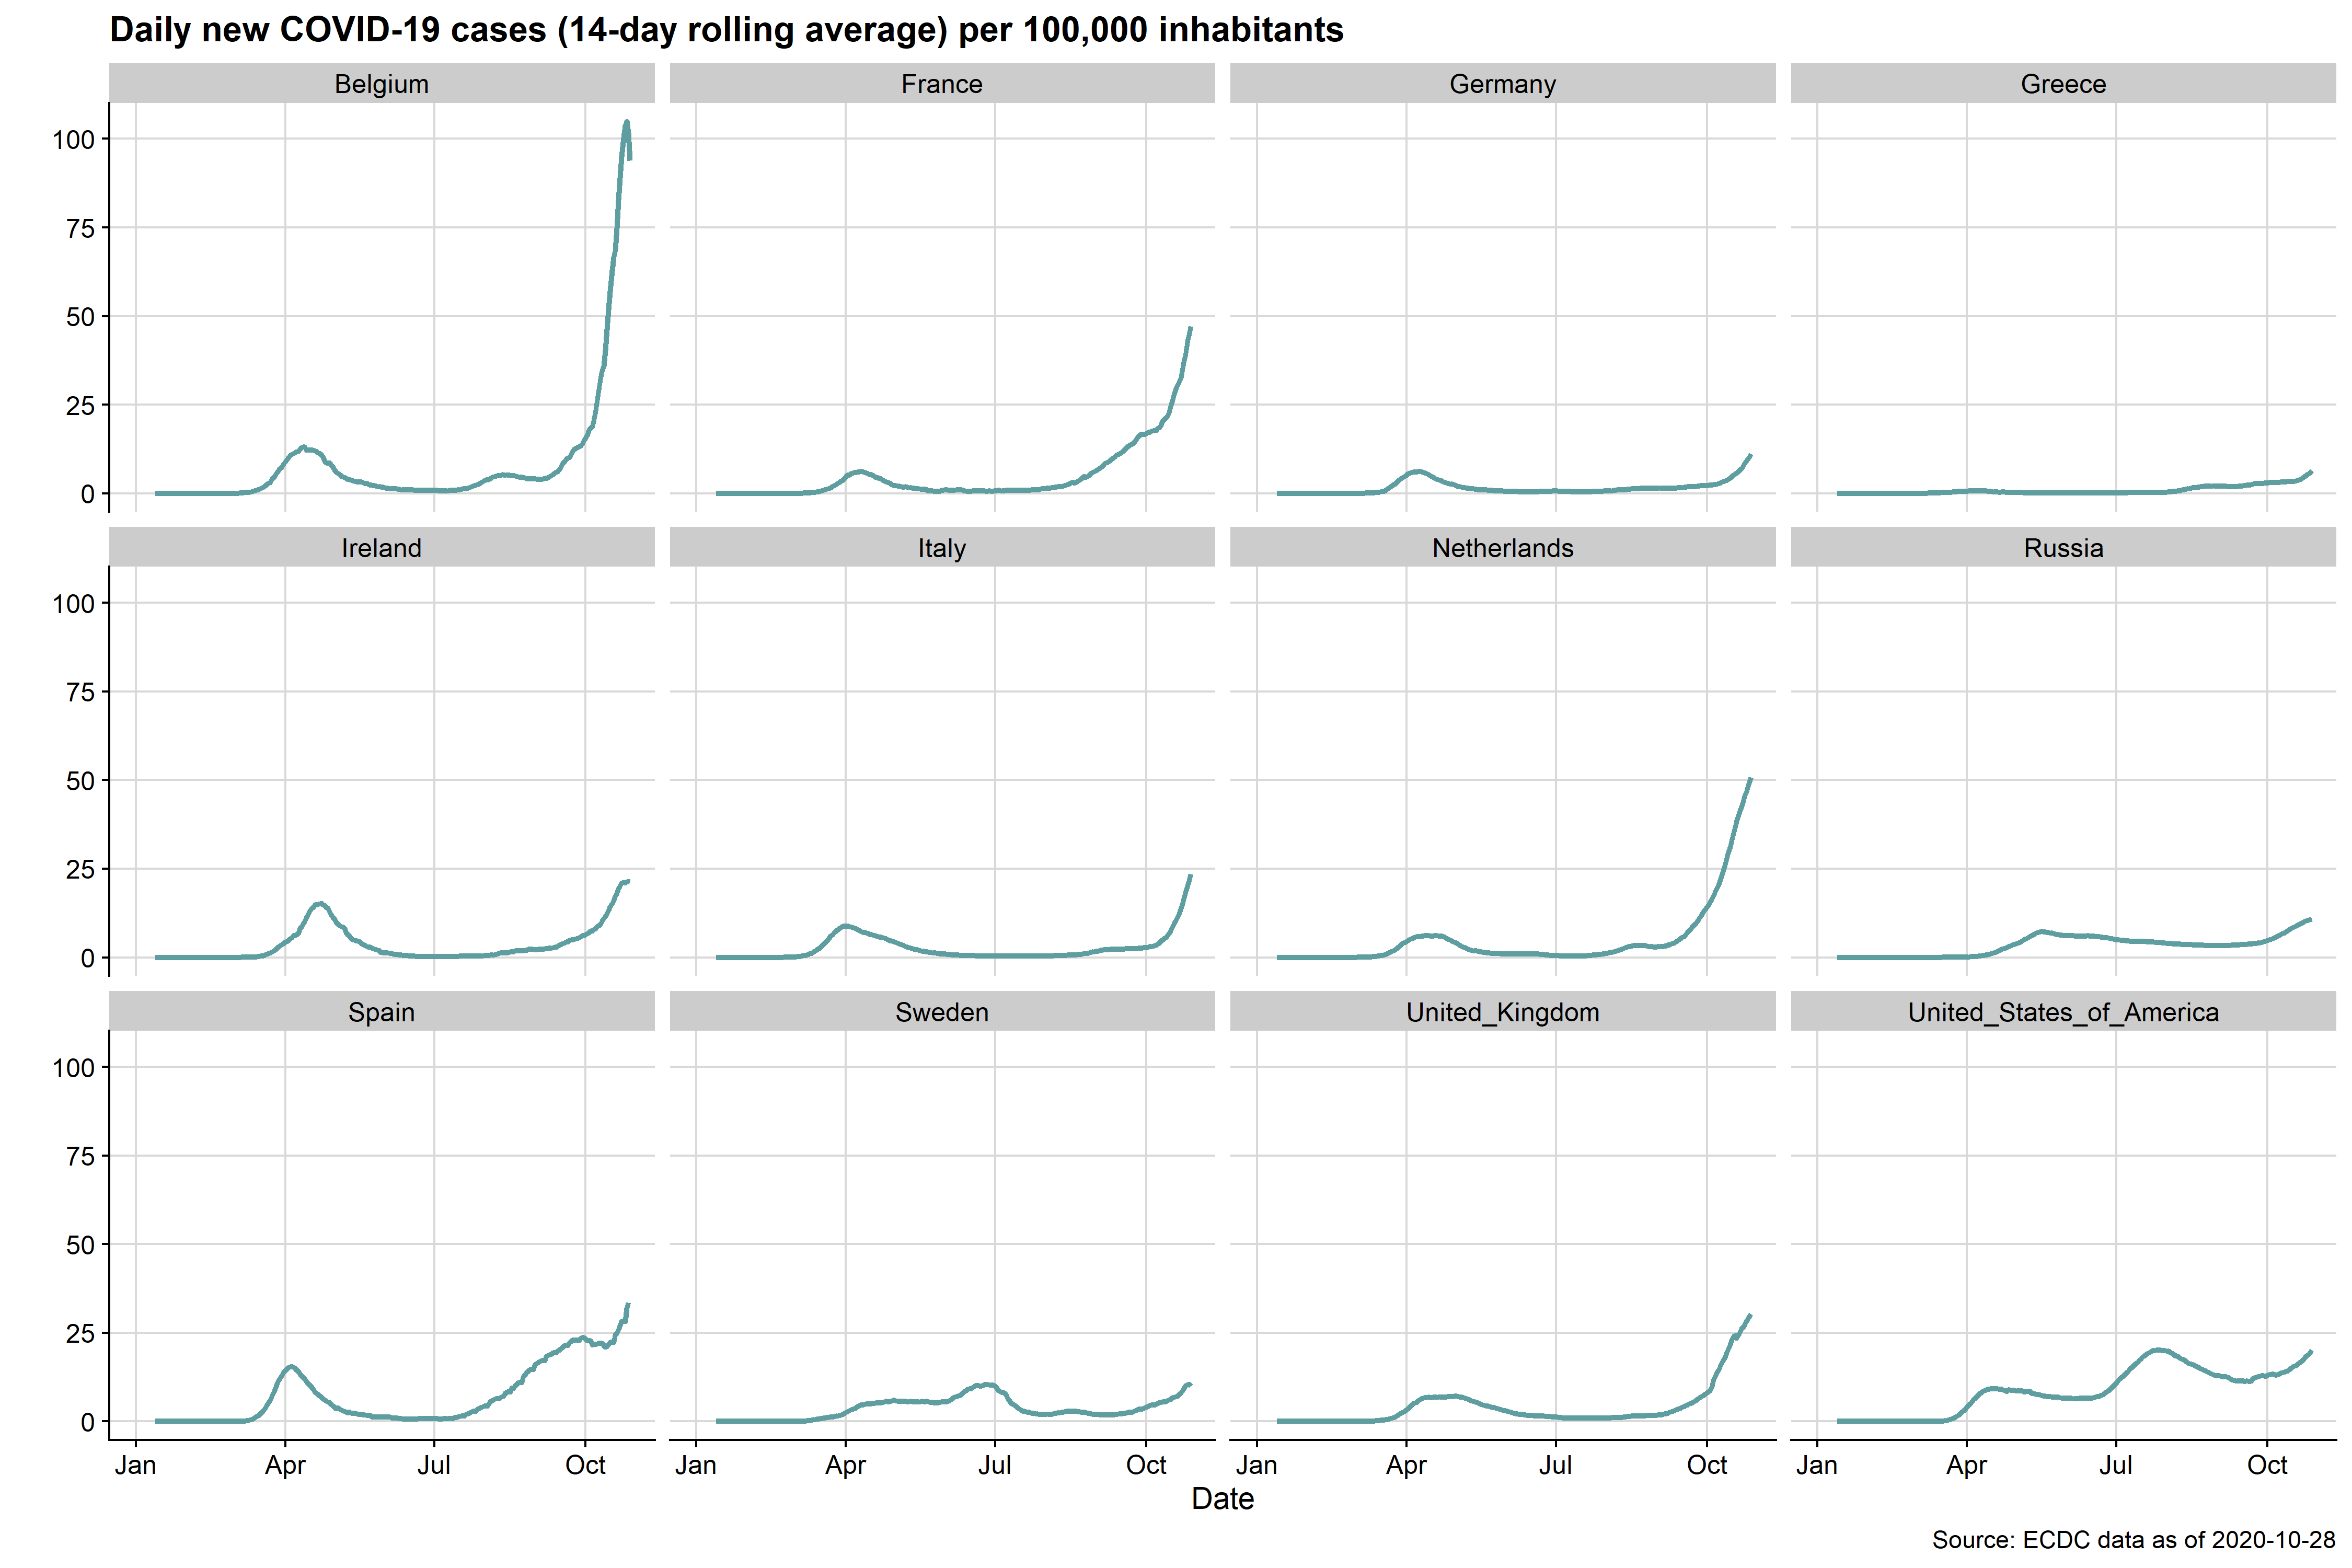 Daily new COVID-19 cases (14-day rolling average) per 100,000 inhabitants
Belgium France Germany Greece
100
75
50
25
0
Ireland Italy Netherlands Russia
100
75
50
25
0
Spain Sweden United_Kingdom United_States_of_America
100
75
50
25
0
Jan Apr Jul Oct Jan Apr Jul Oct Jan Apr Jul Oct Jan Apr Jul Oct
Date
Source: ECDC data as of 2020-10-28